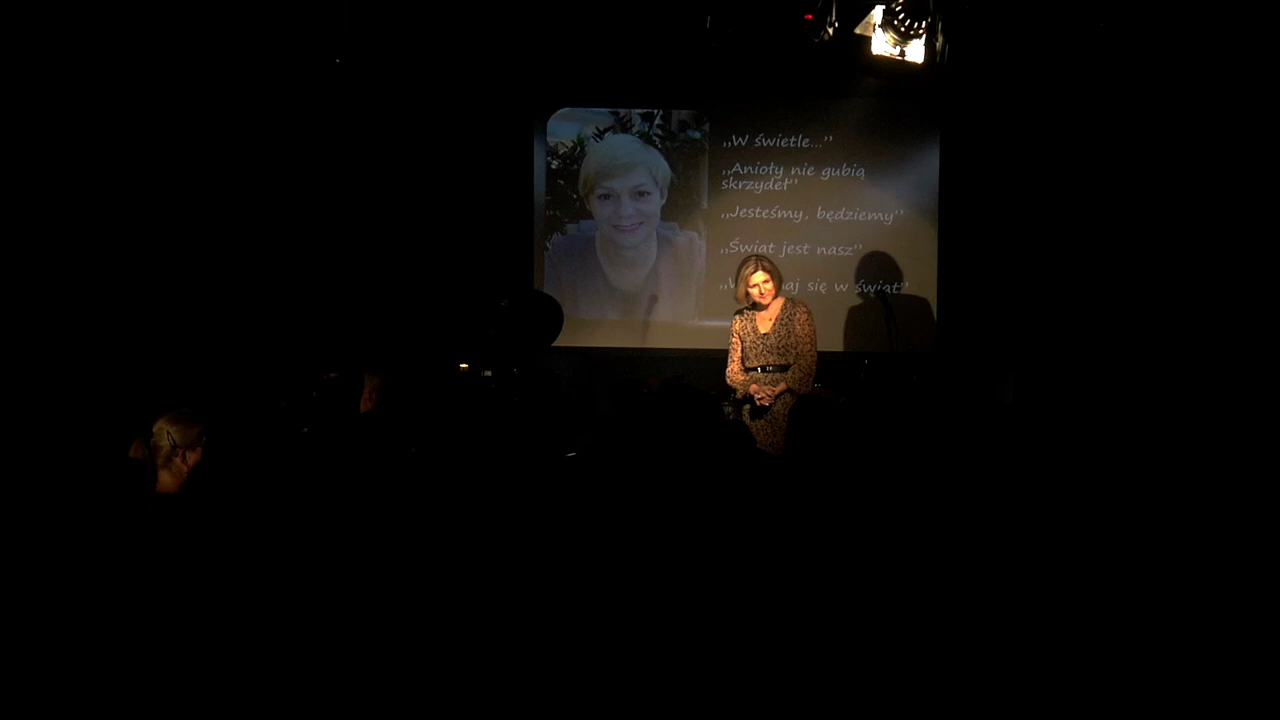 „W świetle...”
„Anioły nie gubią
skrzydeł”
„Jesteśmy, będziemy”
„Świat jest nasz”
się w świat”